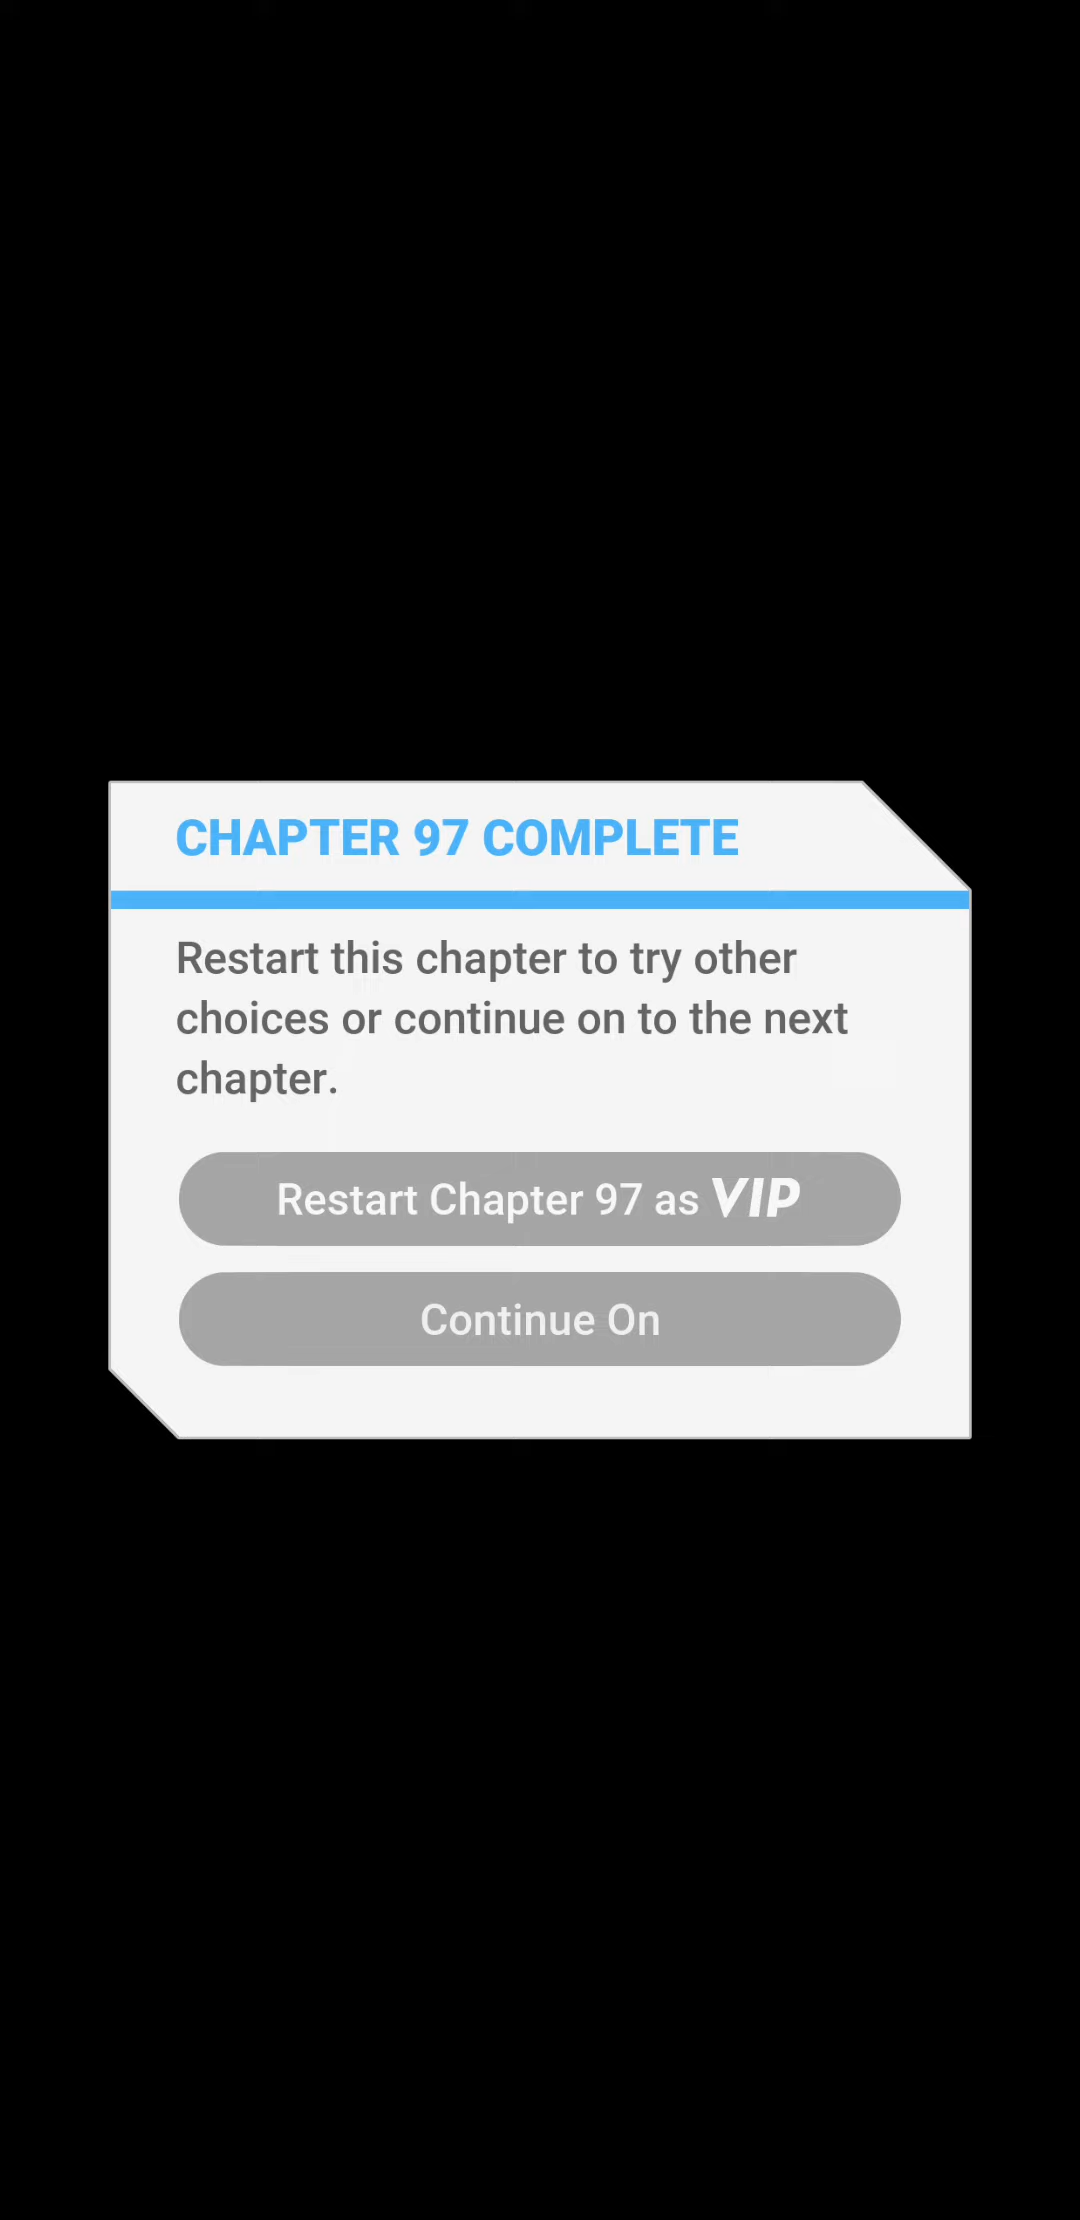 CHAPTER 97 COMPLETE
Restart this chapter to try other
choices or continue on to the next
chapter.
Restart Chapter 97 as VIP
Continue On